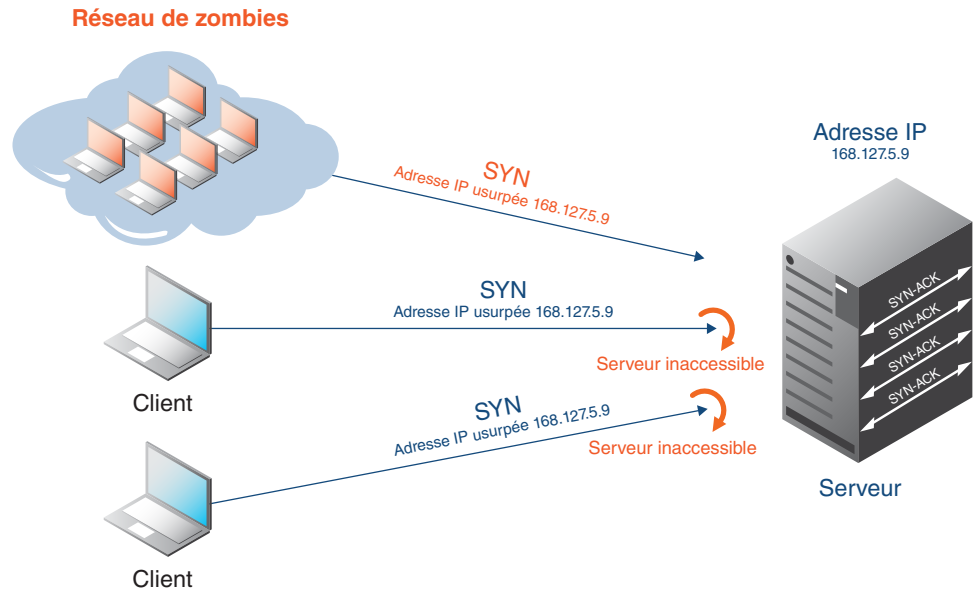 Réseau de zombies
Adresse IP
168.127.5.9
SYN
Adresse IP usurpée 168.127.5.9
SYN
Adresse IP usurpée 168.127.5.9
Serveur inaccessible
Client
SYN
Adresse IP usurpée 168.127.5.9
Serveur inaccessible
Client
SYN-ACK
SYN-ACK
SYN-ACK
SYN-ACK
Serveur